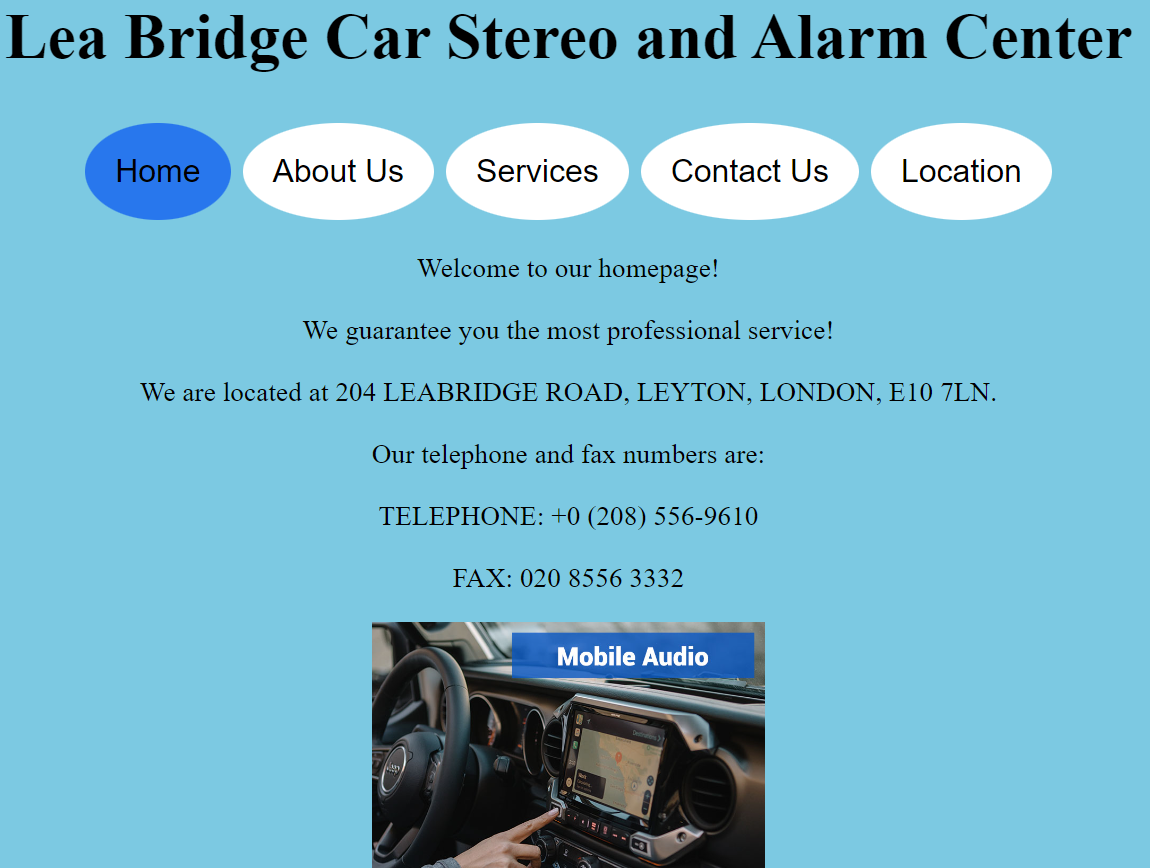 Lea Bridge Car Stereo and Alarm Center
Home About Us Services Contact Us Location
Welcome to our homepage!
We guarantee you the most professional service!
We are located at 204 LEABRIDGE ROAD, LEYTON, LONDON, E10 7LN.
Our telephone and fax numbers are:
TELEPHONE: +0 (208) 556-9610
FAX: 020 8556 3332
Mobile Audio
Destinations
Jeep